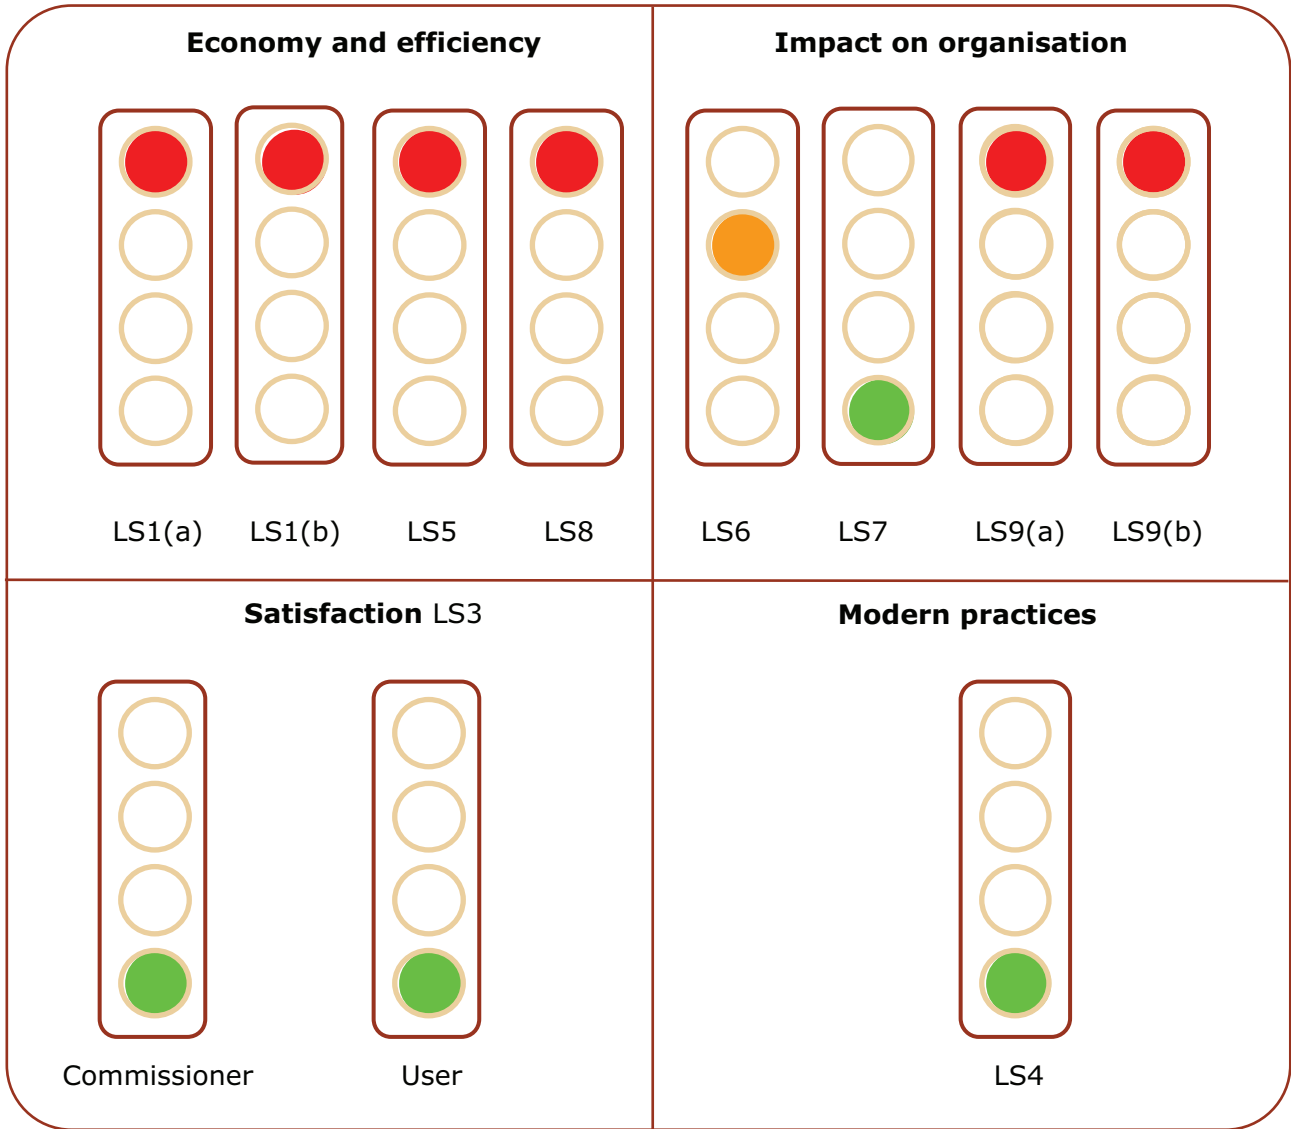 Economy and efficiency
LS1(a) LS1(b) LS5 LS8
Impact on organisation
LS6 LS7 LS9(a) LS9(b)
Satisfaction LS3
Commissioner User
Modern practices
LS4